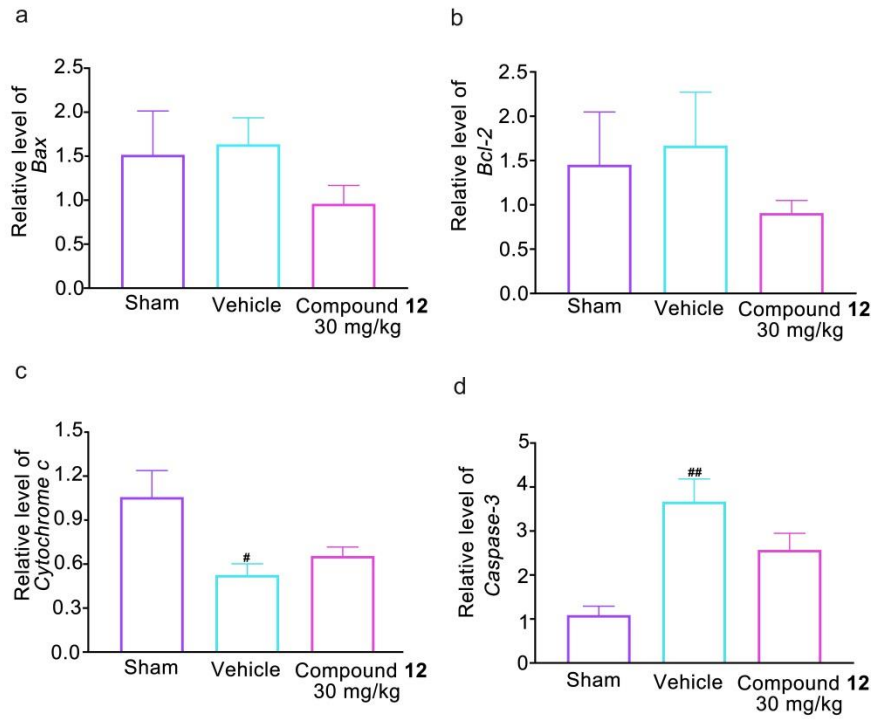 a
Relative level of
Bax
2.5
2.0
1.5
1.0
0.5
0.0
Sham
Vehicle
Compound 12
30 mg/kg
b
Relative level of
Bcl-2
2.5
2.0
1.5
1.0
0.5
0.0
Sham
Vehicle
Compound 12
30 mg/kg
c
Relative level of
Cytochrome c
1.5
1.2
0.9
0.6
0.3
0.0
#
Sham
Vehicle
Compound 12
30 mg/kg
d
Relative level of
Caspase-3
5
4
3
2
1
0
##
Sham
Vehicle
Compound 12
30 mg/kg